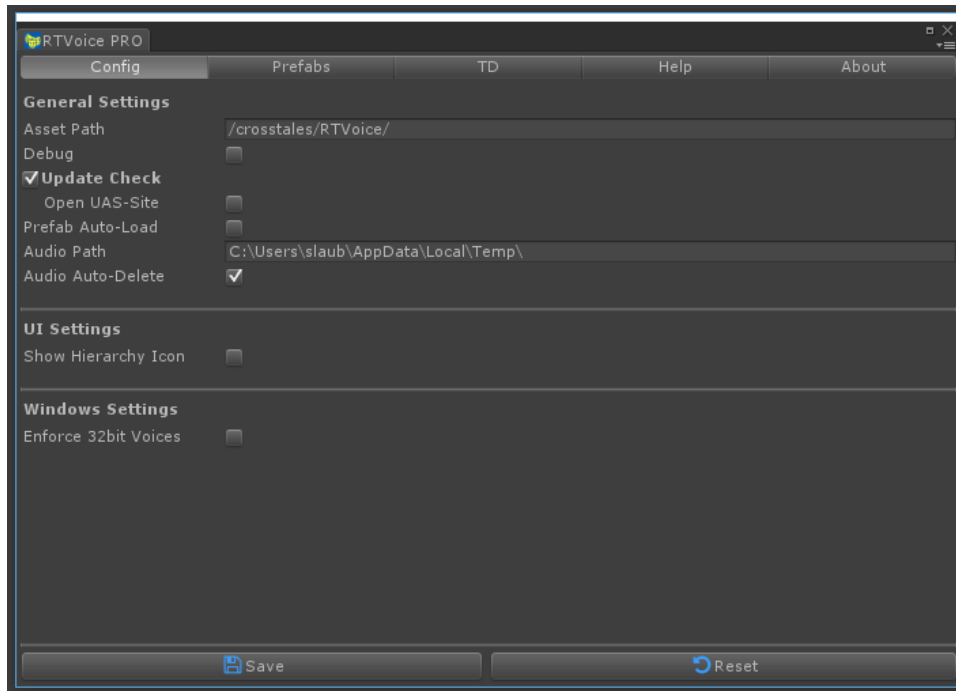 RTVoice PRO
Config Prefabs TD Help About
General Settings
Asset Path /crosstales/RTVoice/
Debug
Update Check
Open UAS-Site
Prefab Auto-Load
Audio Path C:\Users\slaub\AppData\Local\Temp\
Audio Auto-Delete
UI Settings
Show Hierarchy Icon
Windows Settings
Enforce 32bit Voices
Save Reset